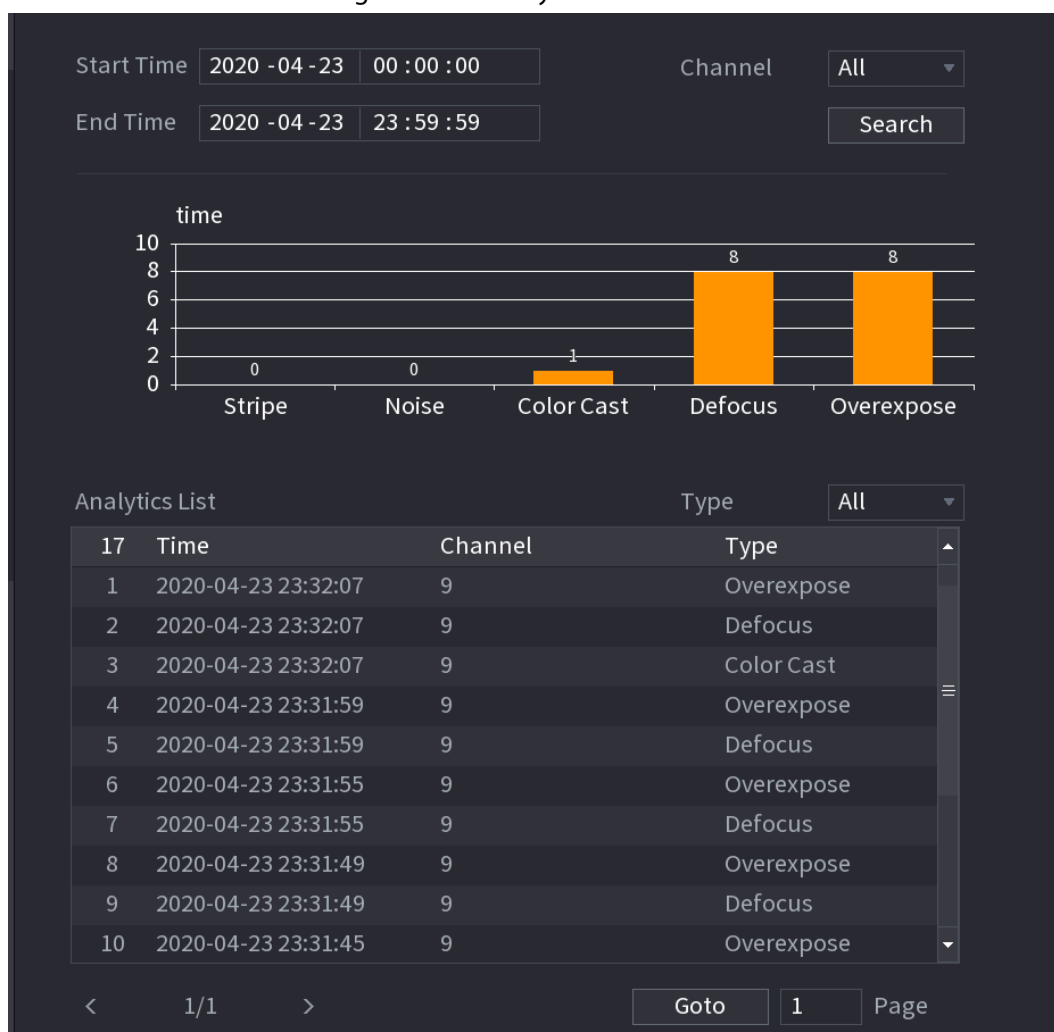 Start Time 2020 -04 -23 00 : 00 : 00 Channel All
End Time 2020 -04 -23 23 : 59 : 59 Search
time
10
8
6
4
2
0
0 0 1 8 8
Stripe Noise Color Cast Defocus Overexpose
Analytics List Type All
17 Time Channel Type
1 2020-04-23 23:32:07 9 Overexpose
2 2020-04-23 23:32:07 9 Defocus
3 2020-04-23 23:32:07 9 Color Cast
4 2020-04-23 23:31:59 9 Overexpose
5 2020-04-23 23:31:59 9 Defocus
6 2020-04-23 23:31:55 9 Overexpose
7 2020-04-23 23:31:55 9 Defocus
8 2020-04-23 23:31:49 9 Overexpose
9 2020-04-23 23:31:49 9 Defocus
10 2020-04-23 23:31:45 9 Overexpose
< 1/1 > Goto 1 Page